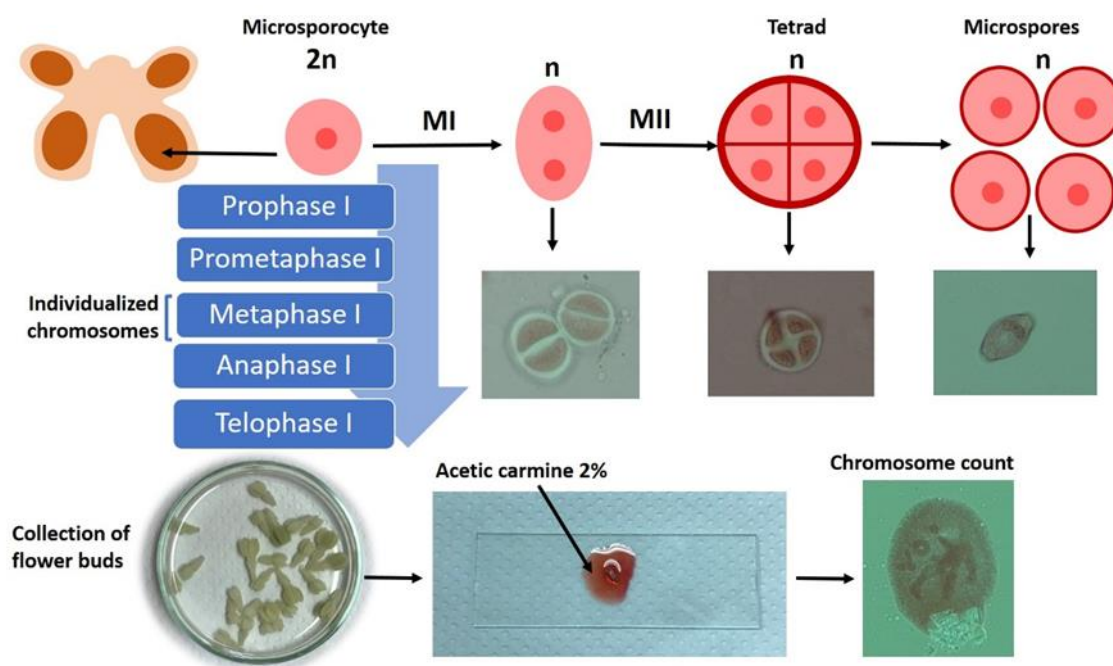 Microsporocyte
2n
n
Tetrad
n
Microspores
n
MI
MII
Prophase I
Prometaphase I
Individualized
chromosomes
Metaphase I
Anaphase I
Telophase I
Collection of
flower buds
Acetic carmine 2%
Chromosome count